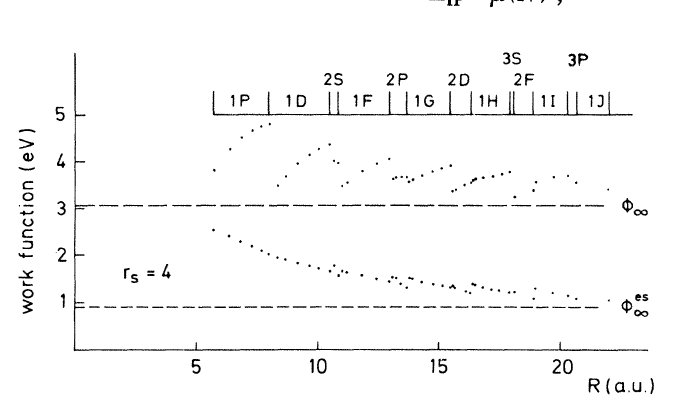 3S 3P
2S 2P 2D 2F
1P 1D 1F 1G 1H 1I 1J
5
4
3
2
1
work function (eV)
Φ∞
rs = 4
Φ∞es
5 10 15 20
R (a.u.)